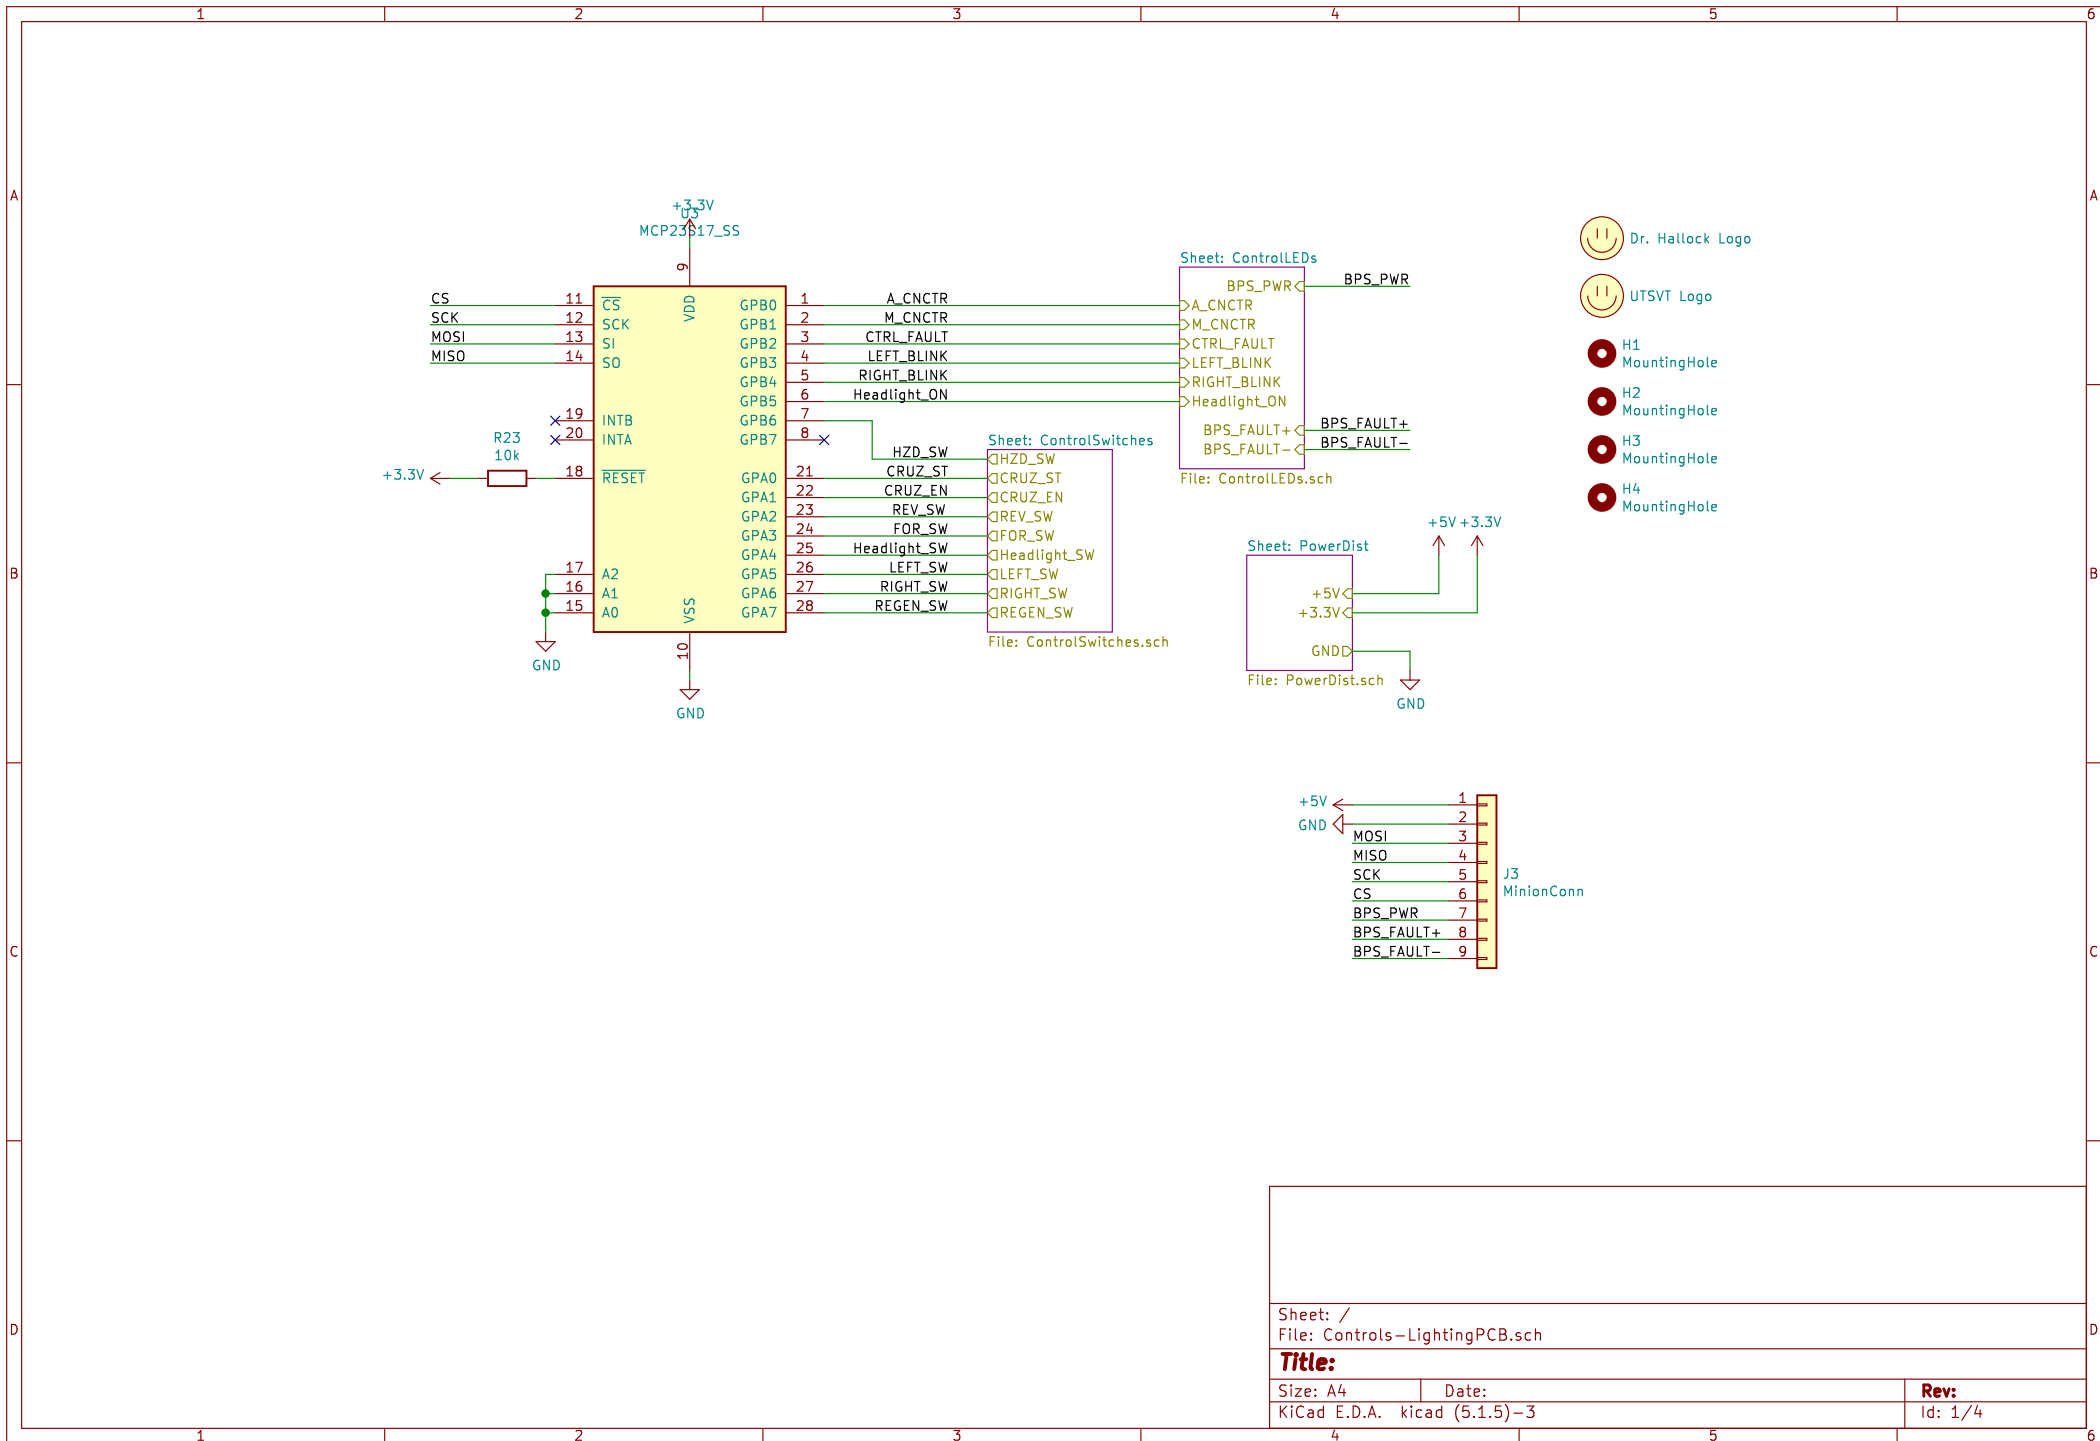 1 2 3 4 5 6
A A
B B
C C
D D
+3.3V
U3
MCP23S17_SS
9
VDD
CS
SCK
MOSI
MISO
11
12
13
14
CS
SCK
SI
SO
19
20
INTB
INTA
R23
10k
+3.3V
18
RESET
17
16
15
A2
A1
A0
GND
VSS
10
GND
GPB0 1 A_CNCTR
GPB1 2 M_CNCTR
GPB2 3 CTRL_FAULT
GPB3 4 LEFT_BLINK
GPB4 5 RIGHT_BLINK
GPB5 6 Headlight_ON
GPB6 7
GPB7 8
HZD_SW
GPA0 21 CRUZ_ST
GPA1 22 CRUZ_EN
GPA2 23 REV_SW
GPA3 24 FOR_SW
GPA4 25 Headlight_SW
GPA5 26 LEFT_SW
GPA6 27 RIGHT_SW
GPA7 28 REGEN_SW
Sheet: ControlSwitches
HZD_SW
CRUZ_ST
CRUZ_EN
REV_SW
FOR_SW
Headlight_SW
LEFT_SW
RIGHT_SW
REGEN_SW
File: ControlSwitches.sch
Sheet: ControlLEDs
BPS_PWR
A_CNCTR
M_CNCTR
CTRL_FAULT
LEFT_BLINK
RIGHT_BLINK
Headlight_ON
BPS_FAULT+
BPS_FAULT-
File: ControlLEDs.sch
BPS_PWR
BPS_FAULT+
BPS_FAULT-
Sheet: PowerDist
+5V
+3.3V
GND
File: PowerDist.sch
+5V
+3.3V
GND
Dr. Hallock Logo
UTSVT Logo
H1
MountingHole
H2
MountingHole
H3
MountingHole
H4
MountingHole
+5V 1
GND 2
MOSI 3
MISO 4
SCK 5
CS 6
BPS_PWR 7
BPS_FAULT+ 8
BPS_FAULT- 9
J3
MinionConn
Sheet: /
File: Controls-LightingPCB.sch
Title:
Size: A4 Date: Rev:
KiCad E.D.A. kicad (5.1.5)-3 Id: 1/4
1 2 3 4 5 6